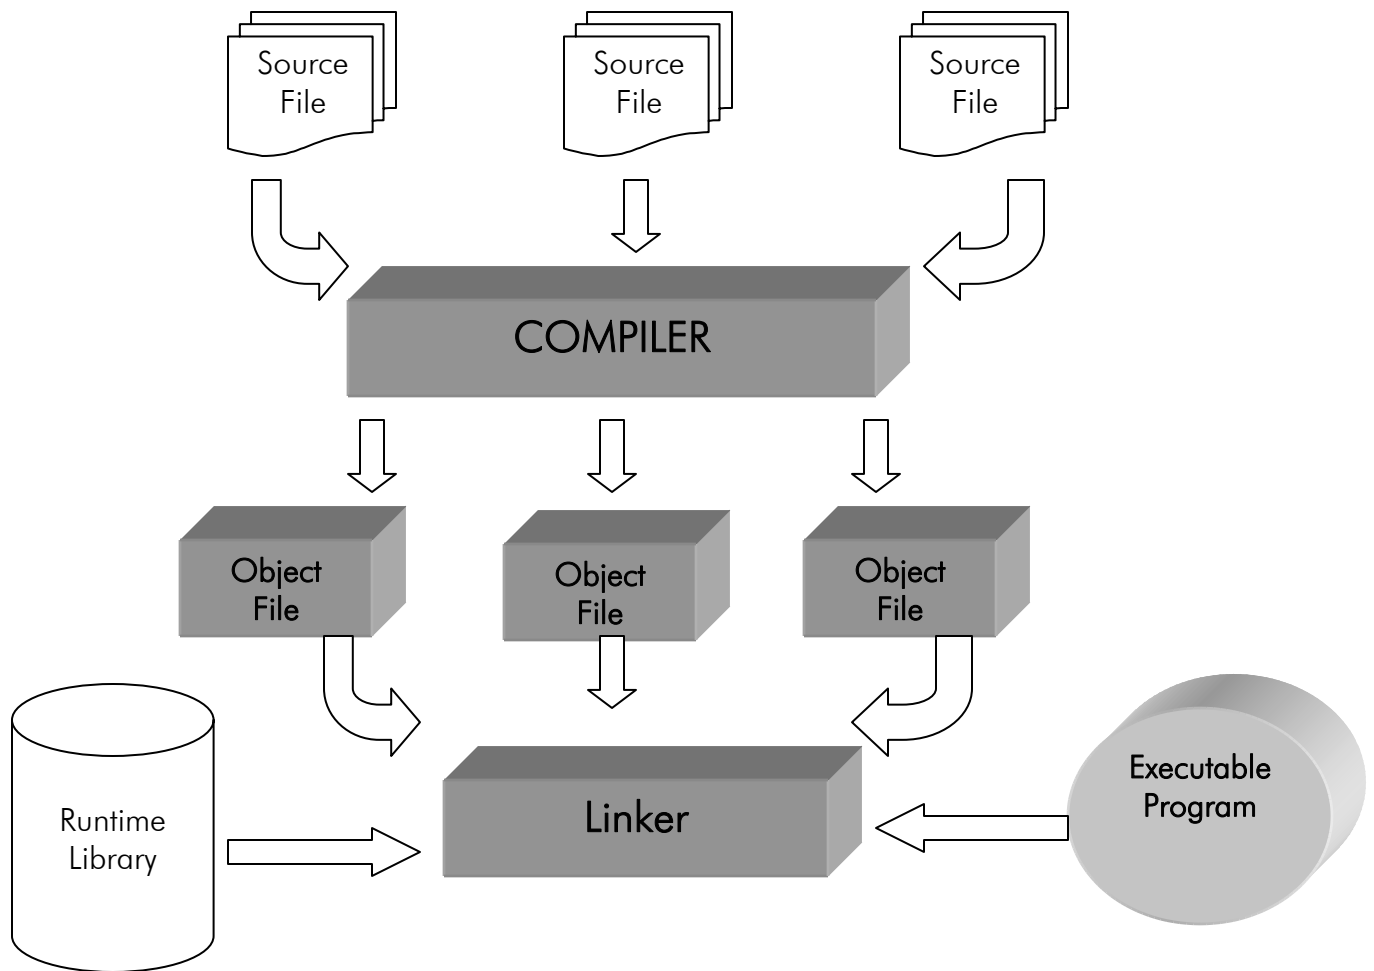 Source
File
Source
File
Source
File
COMPILER
Object
File
Object
File
Object
File
Runtime
Library
Linker
Executable
Program